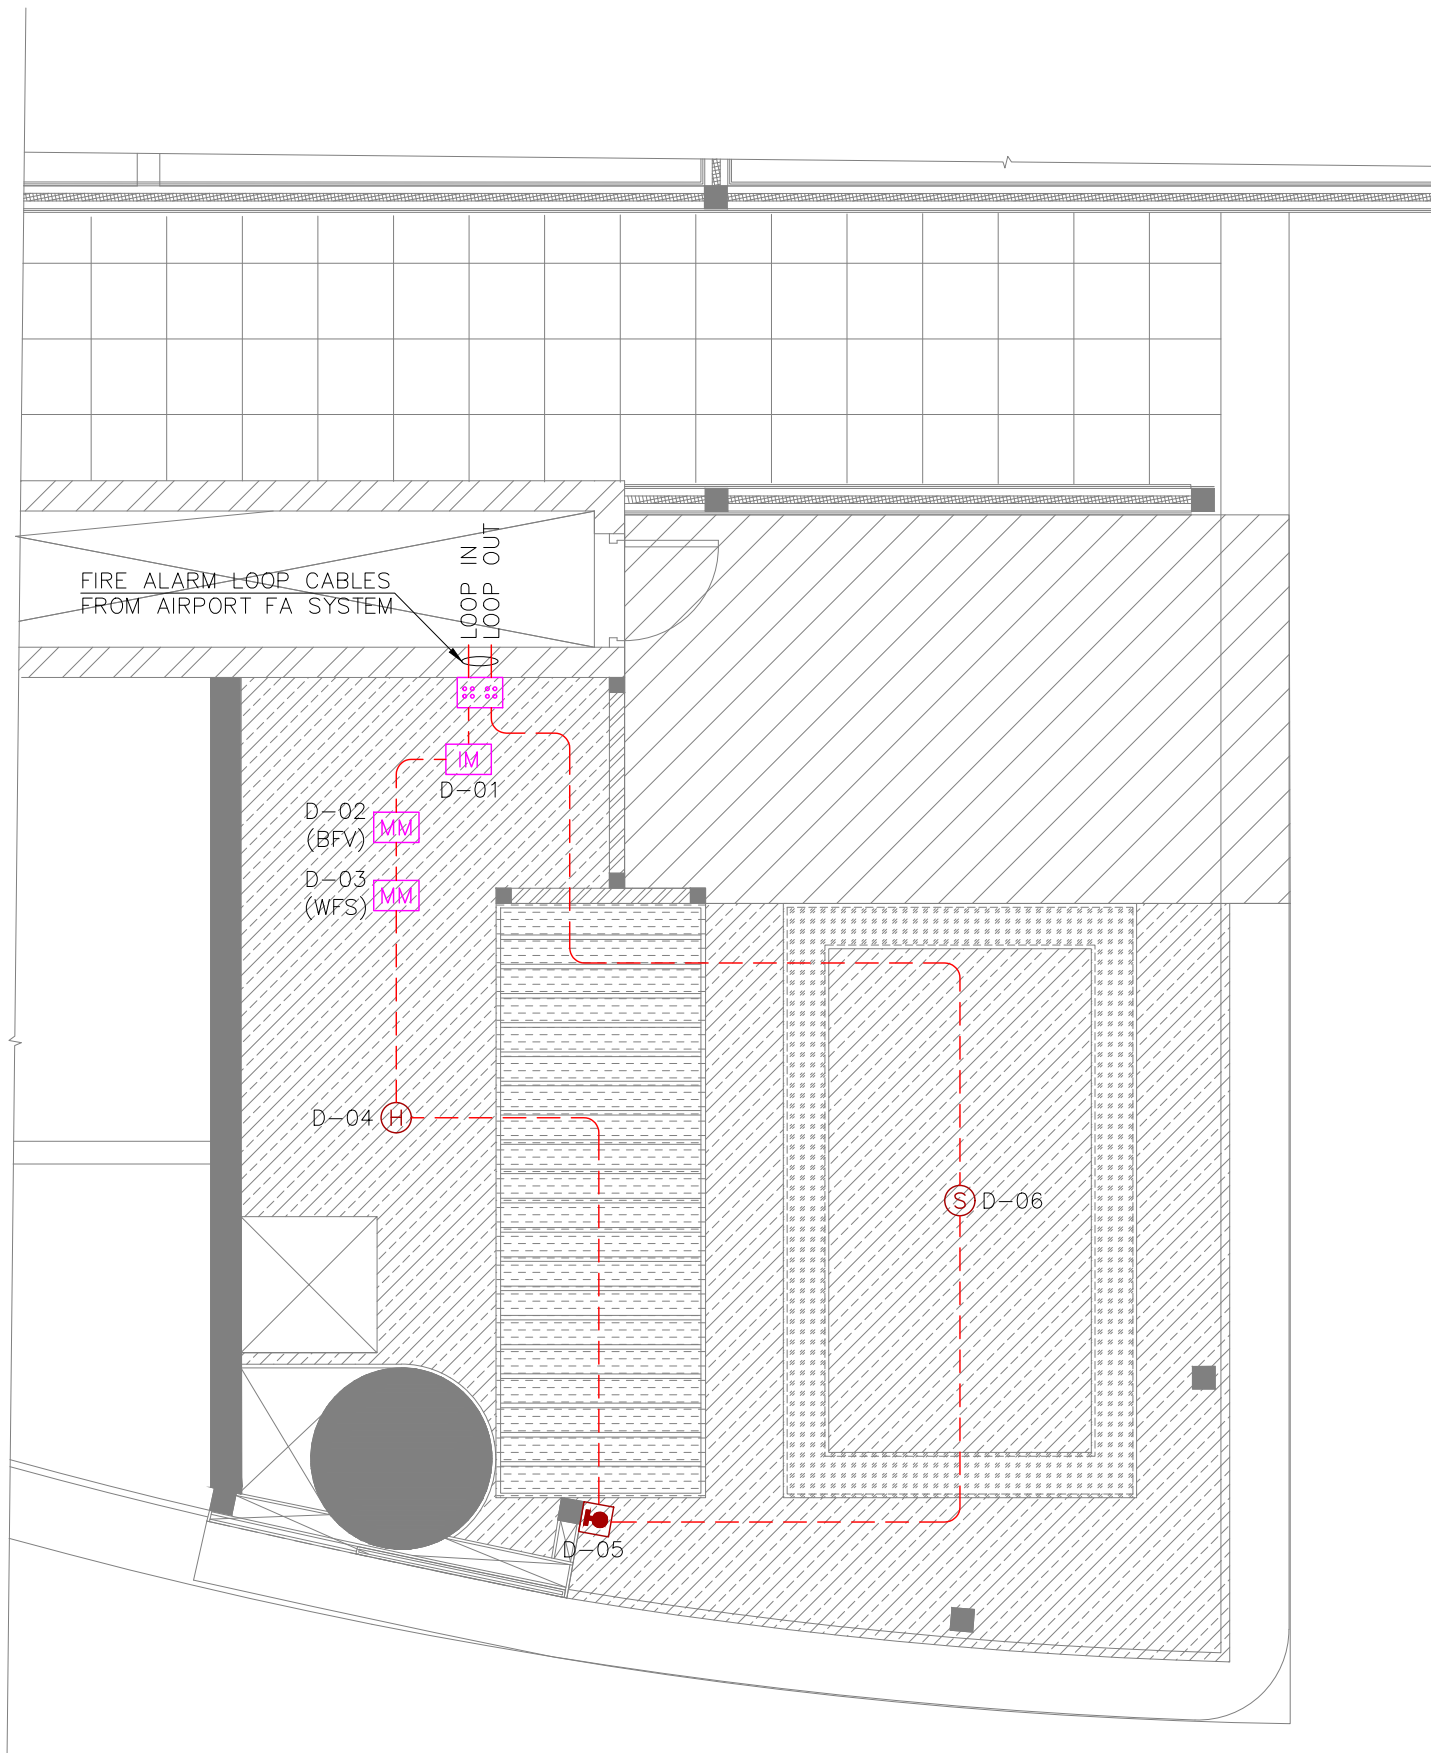 LOOP IN
LOOP OUT
FIRE ALARM LOOP CABLES
FROM AIRPORT FA SYSTEM
IM
D-01
D-02
(BFV)
MM
D-03
(WFS)
MM
D-04
H
S
D-06
D-05